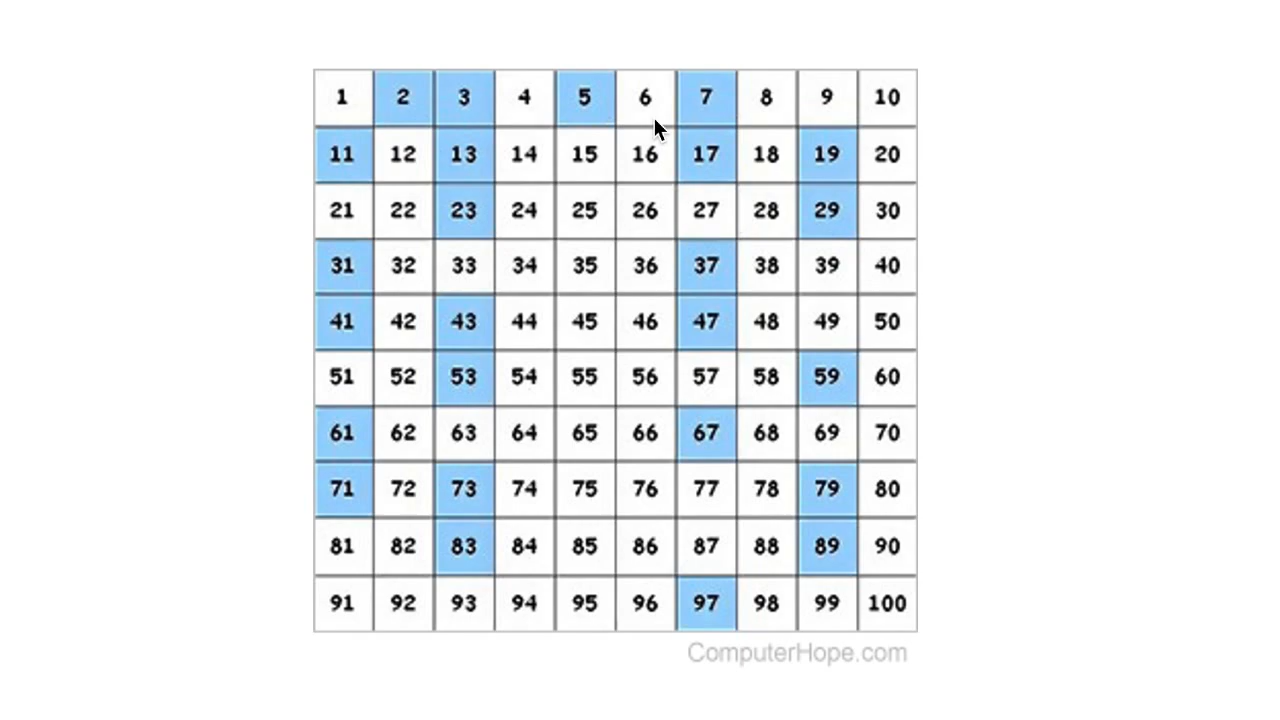 1 2 3 4 5 6 7 8 9 10
11 12 13 14 15 16 17 18 19 20
21 22 23 24 25 26 27 28 29 30
31 32 33 34 35 36 37 38 39 40
41 42 43 44 45 46 47 48 49 50
51 52 53 54 55 56 57 58 59 60
61 62 63 64 65 66 67 68 69 70
71 72 73 74 75 76 77 78 79 80
81 82 83 84 85 86 87 88 89 90
91 92 93 94 95 96 97 98 99 100
ComputerHope.com